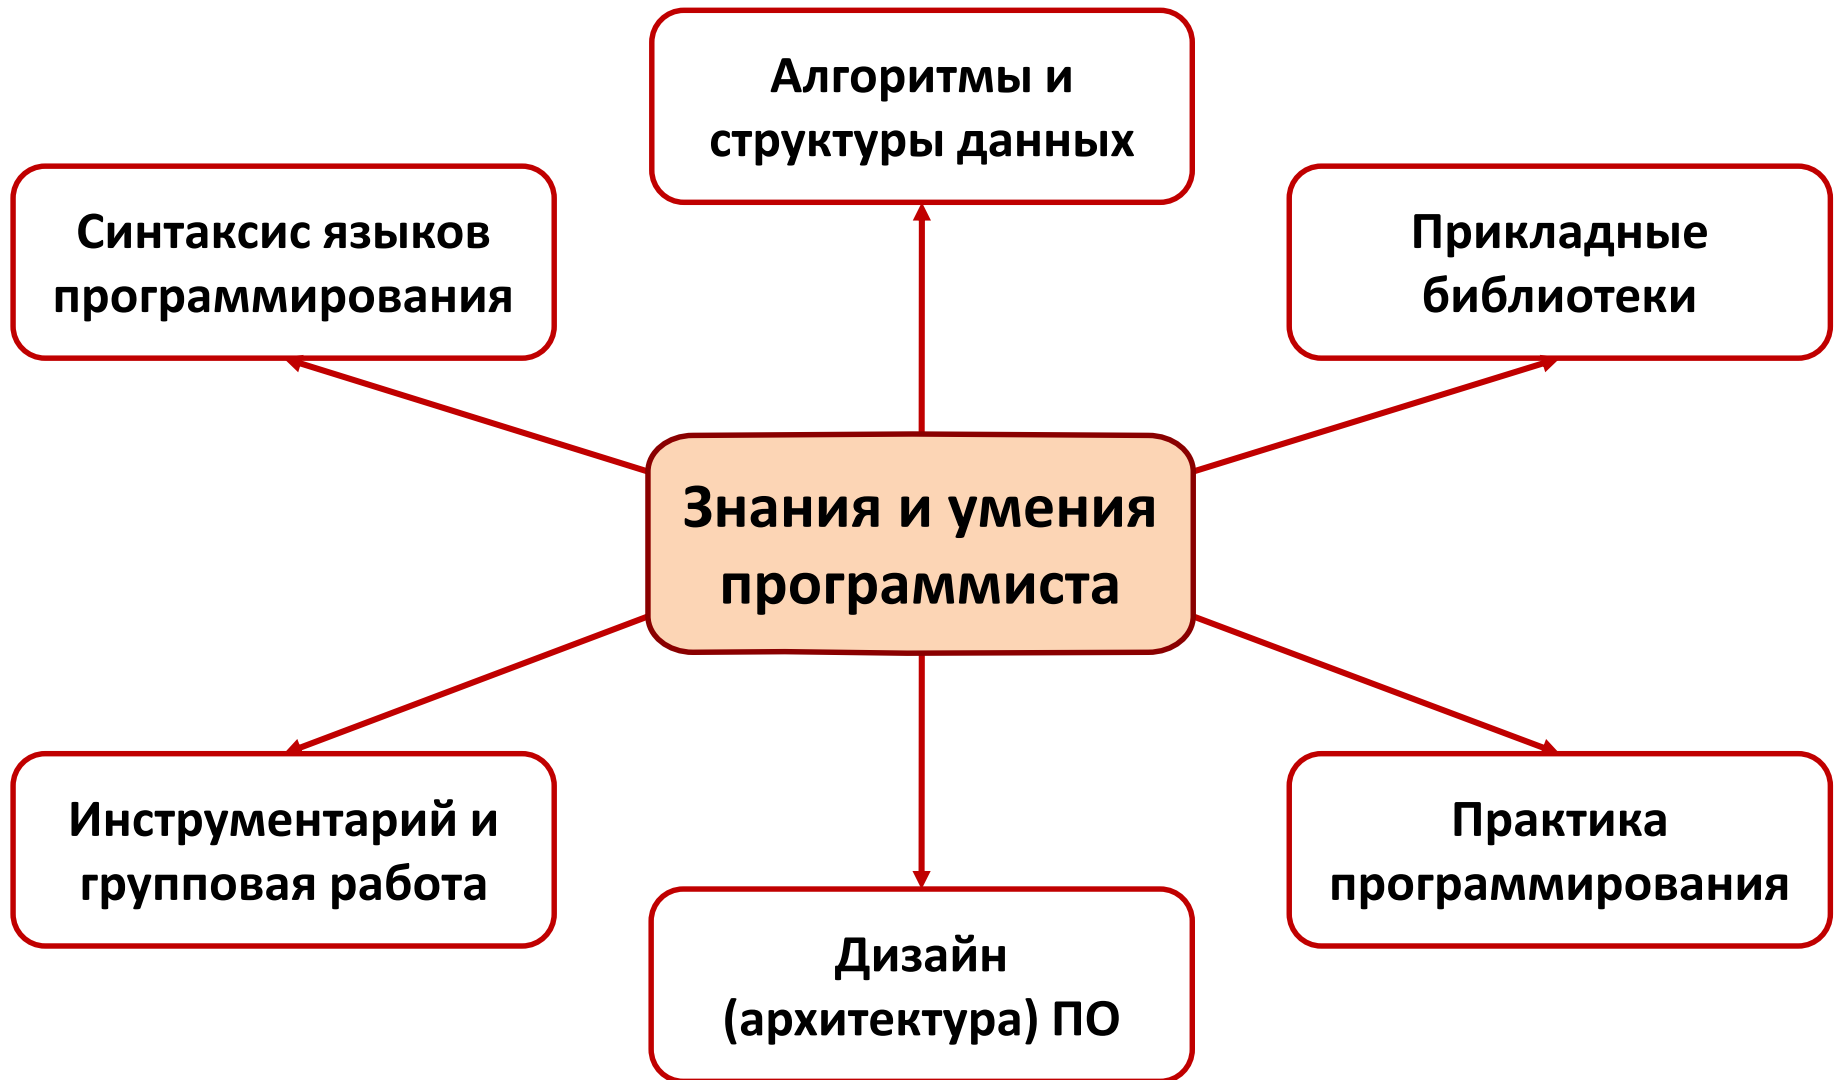 Алгоритмы и
структуры данных
Синтаксис языков
программирования
Прикладные
библиотеки
Знания и умения
программиста
Инструментарий и
групповая работа
Практика
программирования
Дизайн
(архитектура) ПО